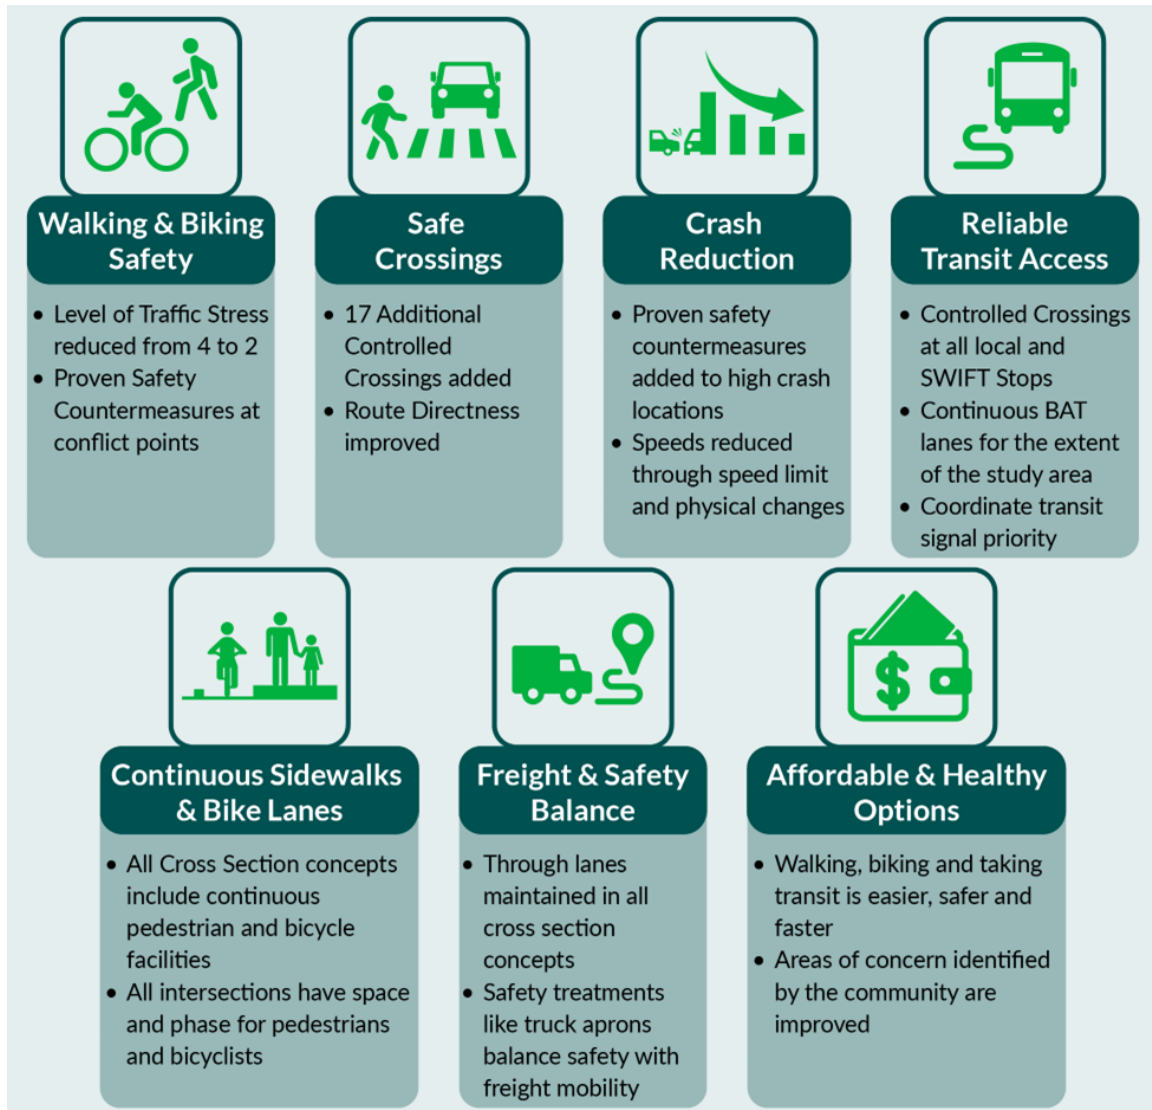 Walking & Biking
Safety
• Level of Traffic Stress
reduced from 4 to 2
• Proven Safety
Countermeasures at
conflict points
Safe
Crossings
• 17 Additional
Controlled
Crossings added
• Route Directness
improved
Crash
Reduction
• Proven safety
countermeasures
added to high crash
locations
• Speeds reduced
through speed limit
and physical changes
Reliable
Transit Access
• Controlled Crossings
at all local and
SWIFT Stops
• Continuous BAT
lanes for the extent
of the study area
• Coordinate transit
signal priority
Continuous Sidewalks
& Bike Lanes
• All Cross Section concepts
include continuous
pedestrian and bicycle
facilities
• All intersections have space
and phase for pedestrians
and bicyclists
Freight & Safety
Balance
• Through lanes
maintained in all
cross section
concepts
• Safety treatments
like truck aprons
balance safety with
freight mobility
$
Affordable & Healthy
Options
• Walking, biking and taking
transit is easier, safer and
faster
• Areas of concern identified
by the community are
improved